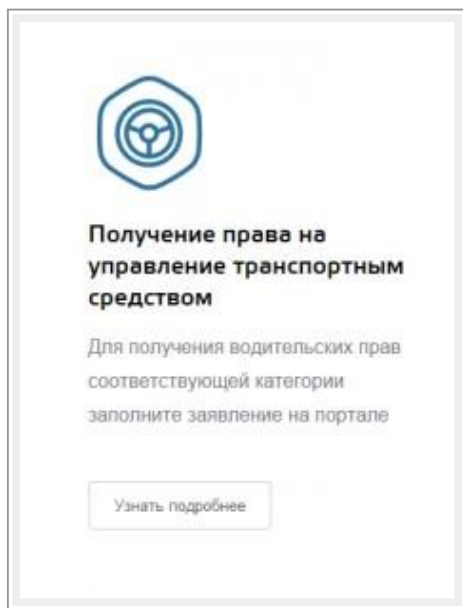 Получение права на
управление транспортным
средством
Для получения водительских прав
соответствующей категории
заполните заявление на портале
Узнать подробнее